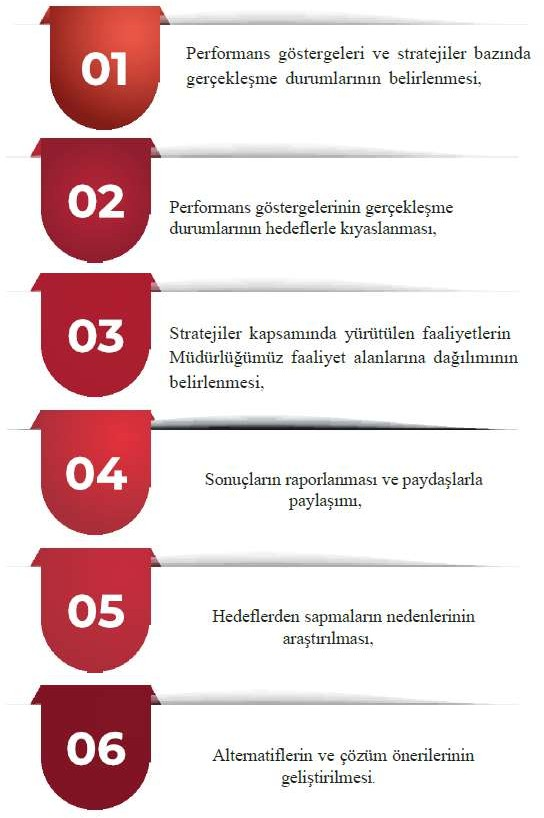 01
Performans göstergeleri ve stratejiler bazında
gerçekleşme durumlarının belirlenmesi,
02
Performans göstergelerinin gerçekleşme
durumlarının hedeflerle kıyaslanması,
03
Stratejiler kapsamında yürütülen faaliyetlerin
Müdürlüğümüz faaliyet alanlarına dağılımının
belirlenmesi,
04
Sonuçların raporlanması ve paydaşlarla
paylaşımı,
05
Hedeflerden sapmaların nedenlerinin
araştırılması,
06
Alternatiflerin ve çözüm önerilerinin
geliştirilmesi.